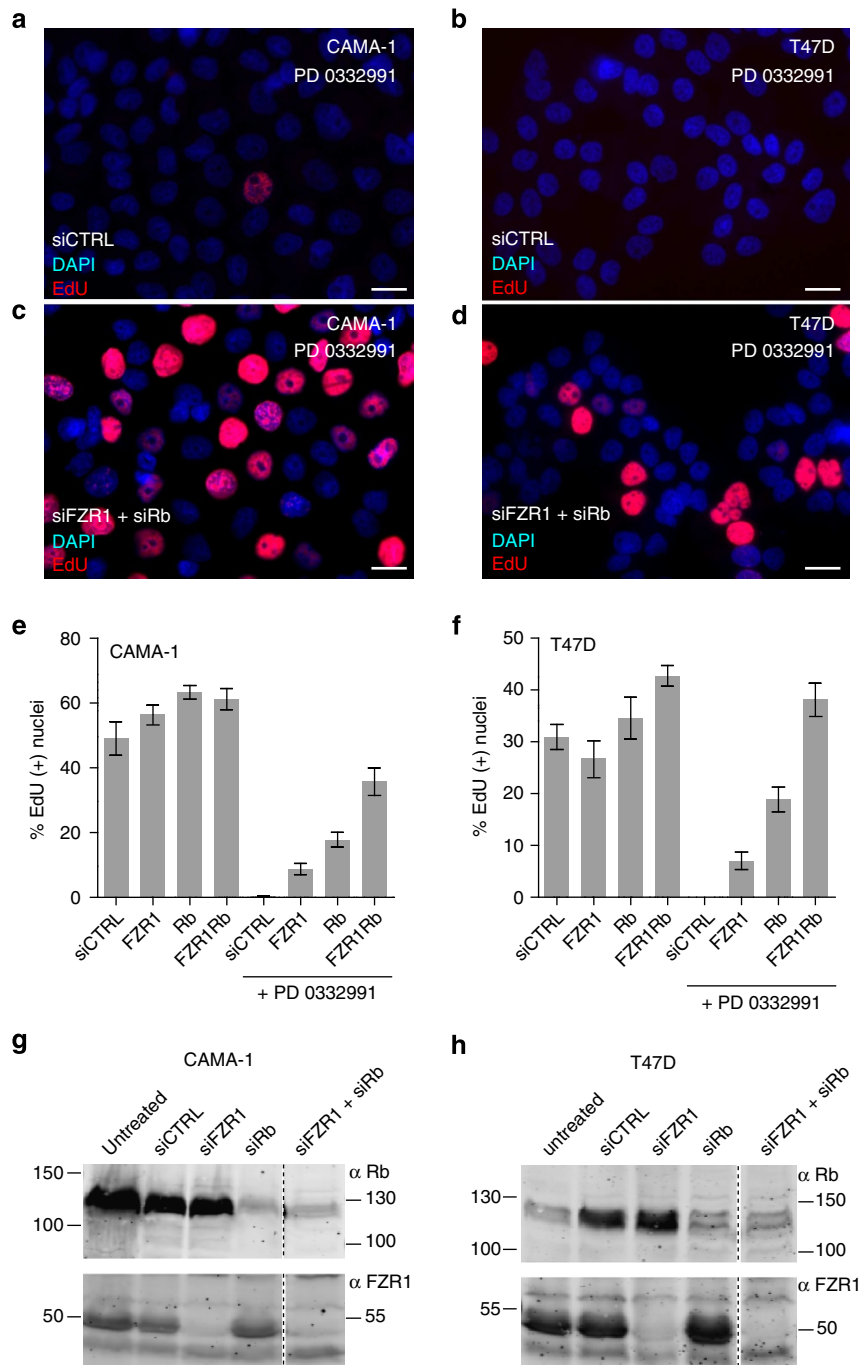 a
CAMA-1
PD 0332991
siCTRL
DAPI
EdU
b
T47D
PD 0332991
siCTRL
DAPI
EdU
c
CAMA-1
PD 0332991
siFZR1 + siRb
DAPI
EdU
d
T47D
PD 0332991
siFZR1 + siRb
DAPI
EdU
e
CAMA-1
% EdU (+) nuclei
80
60
40
20
0
siCTRL
FZR1
Rb
FZR1Rb
siCTRL
FZR1
Rb
FZR1Rb
+ PD 0332991
f
T47D
% EdU (+) nuclei
50
40
30
20
10
0
siCTRL
FZR1
Rb
FZR1Rb
siCTRL
FZR1
Rb
FZR1Rb
+ PD 0332991
g
CAMA-1
Untreated
siCTRL
siFZR1
siRb
siFZR1 + siRb
150
100
α Rb
130
100
50
α FZR1
55
h
T47D
untreated
siCTRL
siFZR1
siRb
siFZR1 + siRb
130
100
α Rb
150
100
55
α FZR1
50